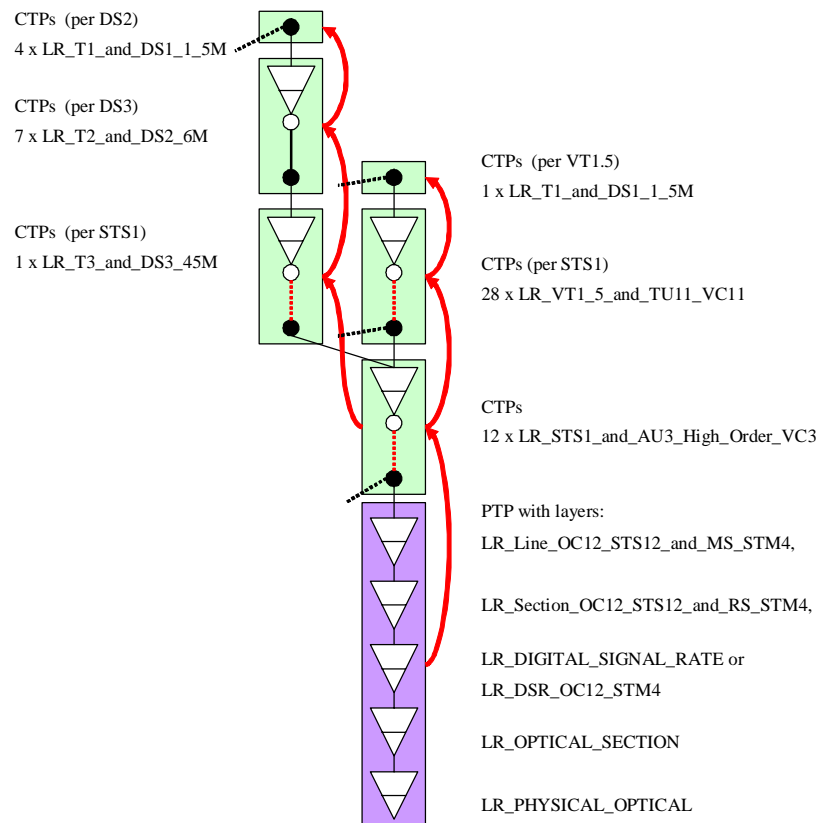 CTPs (per DS2)
4 x LR_T1_and_DS1_1_5M
CTPs (per DS3)
7 x LR_T2_and_DS2_6M
CTPs (per STS1)
1 x LR_T3_and_DS3_45M
CTPs (per VT1.5)
1 x LR_T1_and_DS1_1_5M
CTPs (per STS1)
28 x LR_VT1_5_and_TU11_VC11
CTPs
12 x LR_STS1_and_AU3_High_Order_VC3
PTP with layers:
LR_Line_OC12_STS12_and_MS_STM4,
LR_Section_OC12_STS12_and_RS_STM4,
LR_DIGITAL_SIGNAL_RATE or
LR_DSR_OC12_STM4
LR_OPTICAL_SECTION
LR_PHYSICAL_OPTICAL